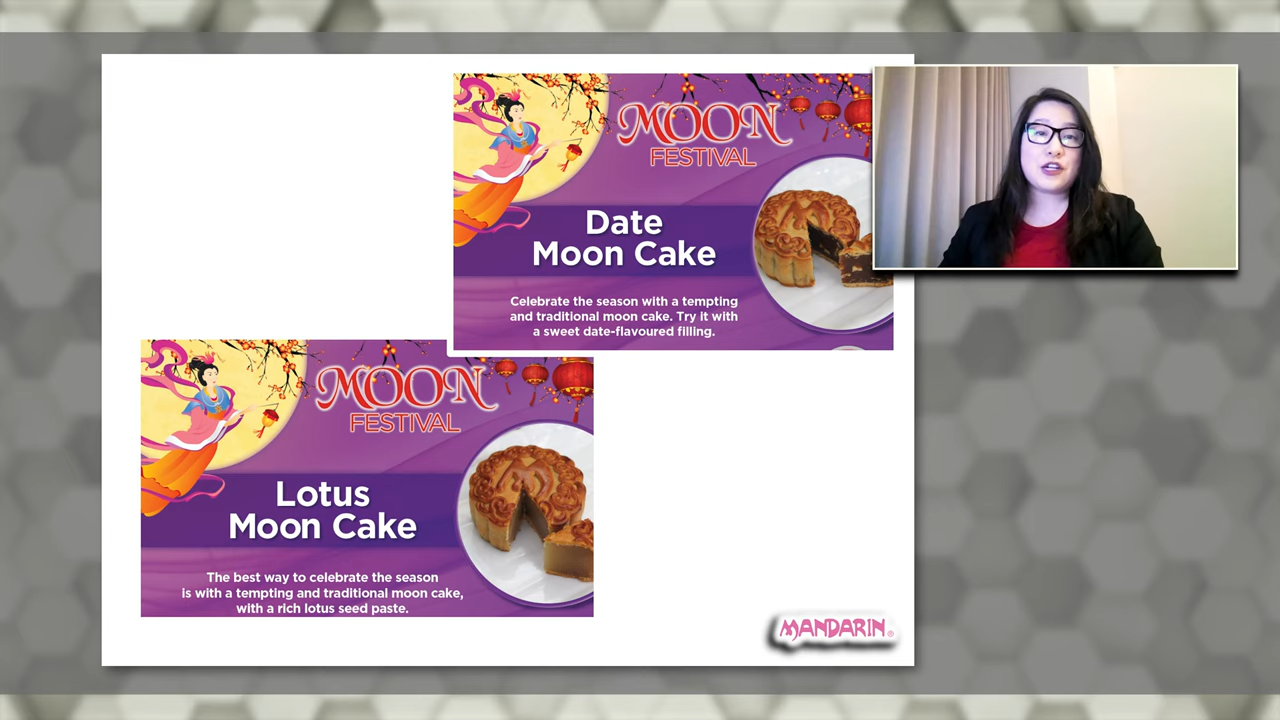 MOON
FESTIVAL
Date
Moon Cake
Celebrate the season with a tempting
and traditional moon cake. Try it with
a sweet date-flavoured filling.
MOON
FESTIVAL
Lotus
Moon Cake
The best way to celebrate the season
is with a tempting and traditional moon cake,
with a rich lotus seed paste.
MANDARIN®